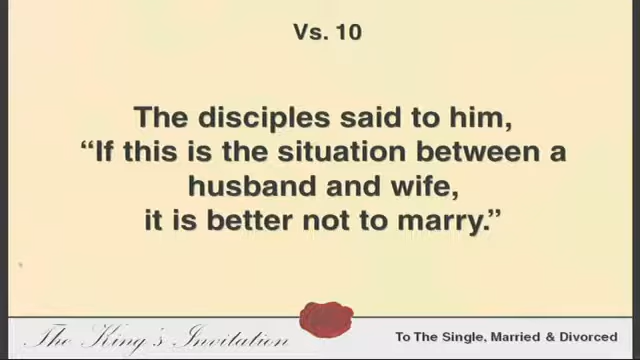 Vs. 10
The disciples said to him,
“If this is the situation between a
husband and wife,
it is better not to marry.”
The King's Invitation
To The Single, Married & Divorced